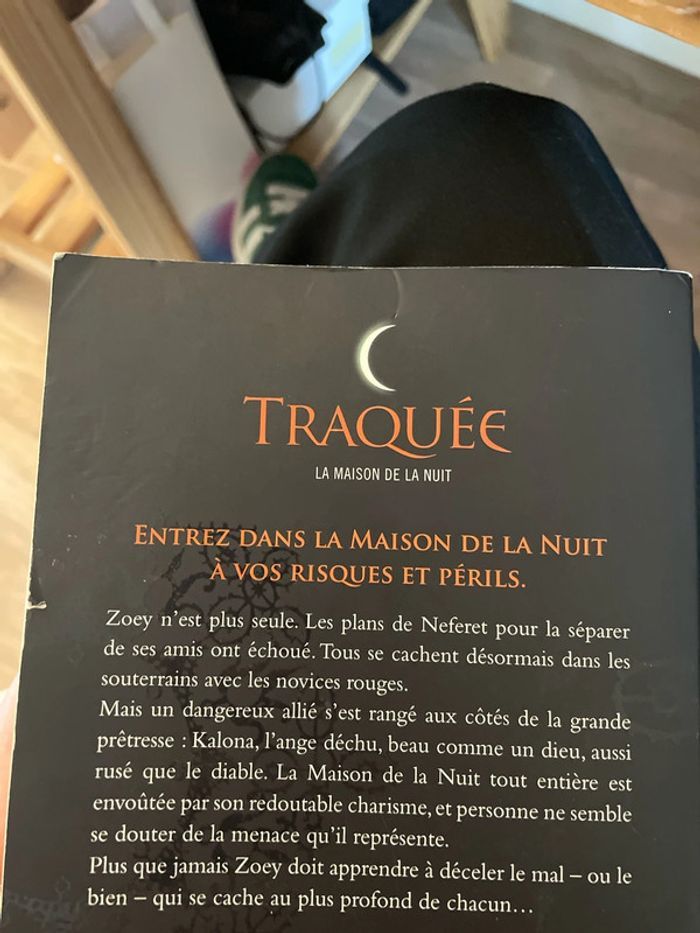 TRAQUÉE
LA MAISON DE LA NUIT
ENTREZ DANS LA MAISON DE LA NUIT
À VOS RISQUES ET PÉRILS.
Zoey n'est plus seule. Les plans de Neferet pour la séparer
de ses amis ont échoué. Tous se cachent désormais dans les
souterrains avec les novices rouges.
Mais un dangereux allié s'est rangé aux côtés de la grande
prêtresse : Kalona, l'ange déchu, beau comme un dieu, aussi
rusé que le diable. La Maison de la Nuit tout entière est
envoûtée par son redoutable charisme, et personne ne semble
se douter de la menace qu'il représente.
Plus que jamais Zoey doit apprendre à déceler le mal – ou le
bien – qui se cache au plus profond de chacun…